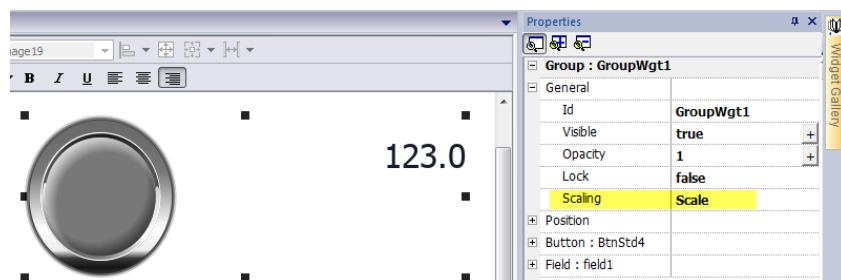 Properties
age19
B I U
Group : GroupWgt1
General
Id GroupWgt1
Visible true +
Opacity 1 +
Lock false
Scaling Scale
Position
Button : BtnStd4
Field : field1
123.0
Widget Gallery